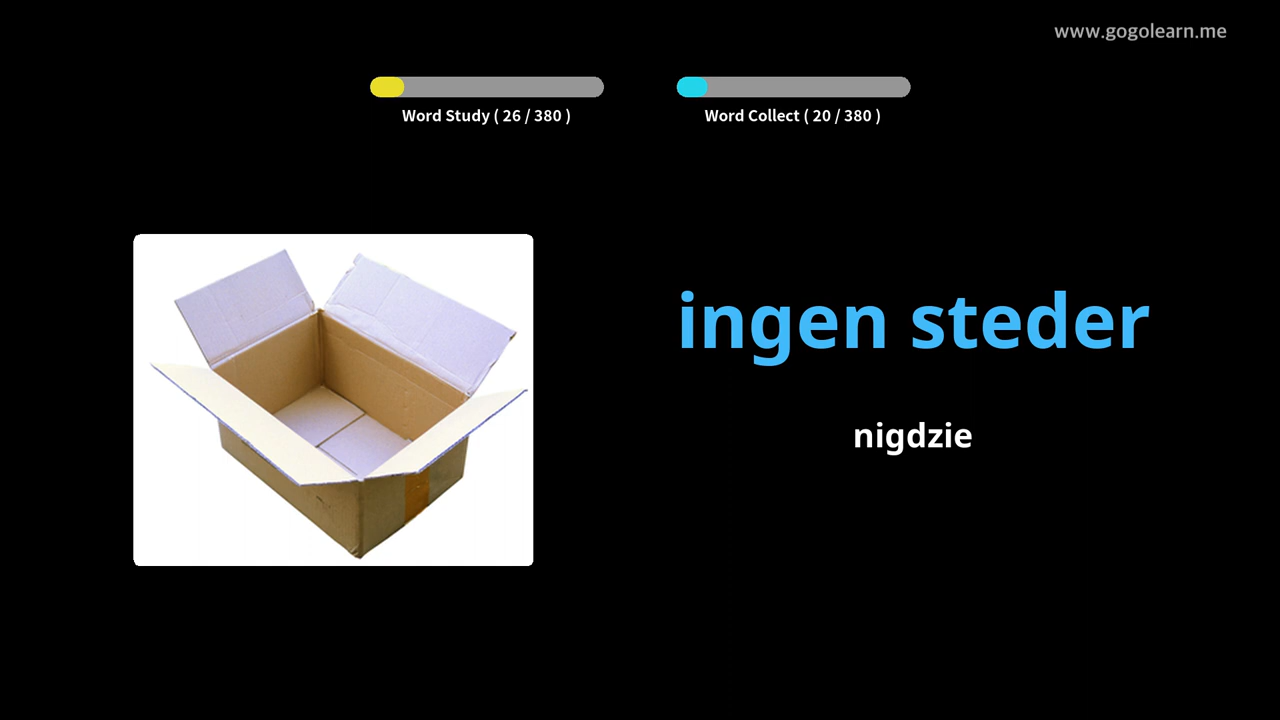 www.gogolearn.me
Word Study ( 26 / 380 )
Word Collect ( 20 / 380 )
ingen steder
nigdzie